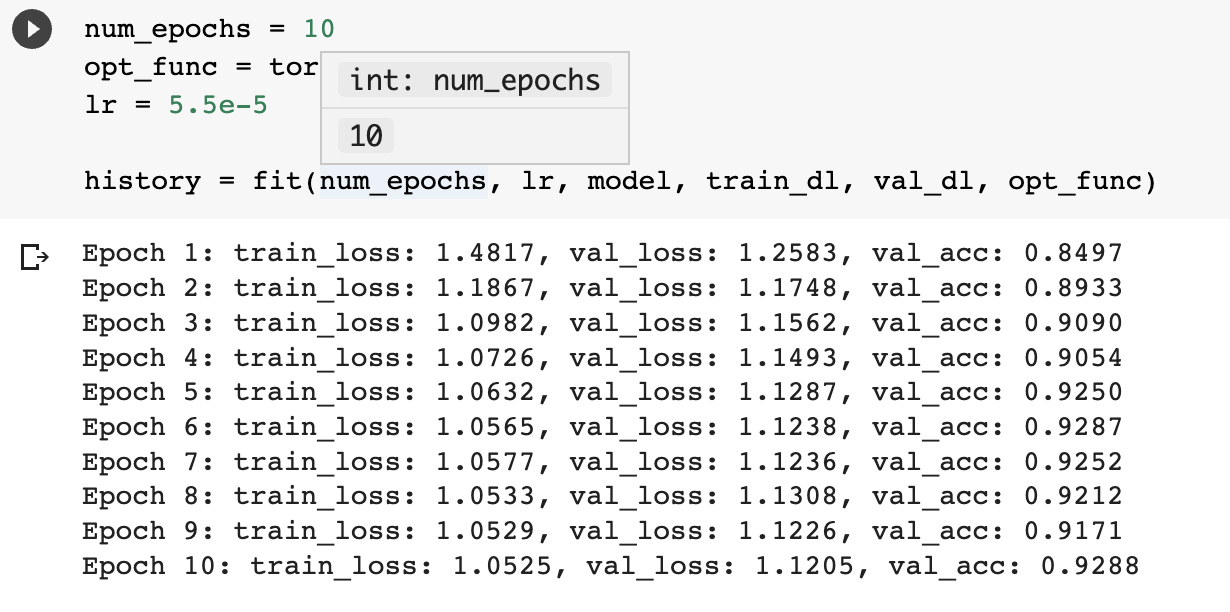 num_epochs = 10
opt_func = tor
int: num_epochs
lr = 5.5e-5
10
history = fit(num_epochs, lr, model, train_dl, val_dl, opt_func)
Epoch 1: train_loss: 1.4817, val_loss: 1.2583, val_acc: 0.8497
Epoch 2: train_loss: 1.1867, val_loss: 1.1748, val_acc: 0.8933
Epoch 3: train_loss: 1.0982, val_loss: 1.1562, val_acc: 0.9090
Epoch 4: train_loss: 1.0726, val_loss: 1.1493, val_acc: 0.9054
Epoch 5: train_loss: 1.0632, val_loss: 1.1287, val_acc: 0.9250
Epoch 6: train_loss: 1.0565, val_loss: 1.1238, val_acc: 0.9287
Epoch 7: train_loss: 1.0577, val_loss: 1.1236, val_acc: 0.9252
Epoch 8: train_loss: 1.0533, val_loss: 1.1308, val_acc: 0.9212
Epoch 9: train_loss: 1.0529, val_loss: 1.1226, val_acc: 0.9171
Epoch 10: train_loss: 1.0525, val_loss: 1.1205, val_acc: 0.9288